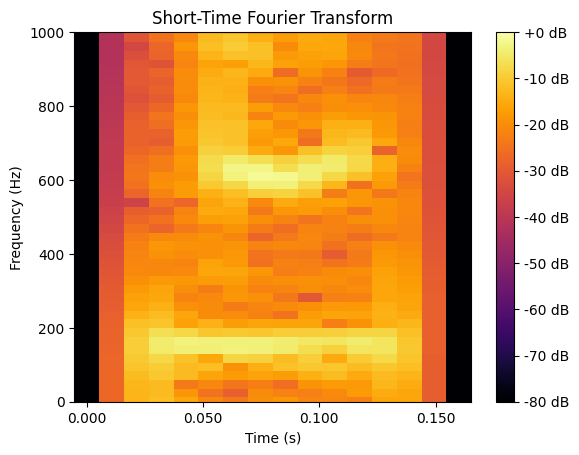 Short-Time Fourier Transform
1000
800
600
400
200
0
Frequency (Hz)
0.000
0.050
0.100
0.150
Time (s)
+0 dB
-10 dB
-20 dB
-30 dB
-40 dB
-50 dB
-60 dB
-70 dB
-80 dB